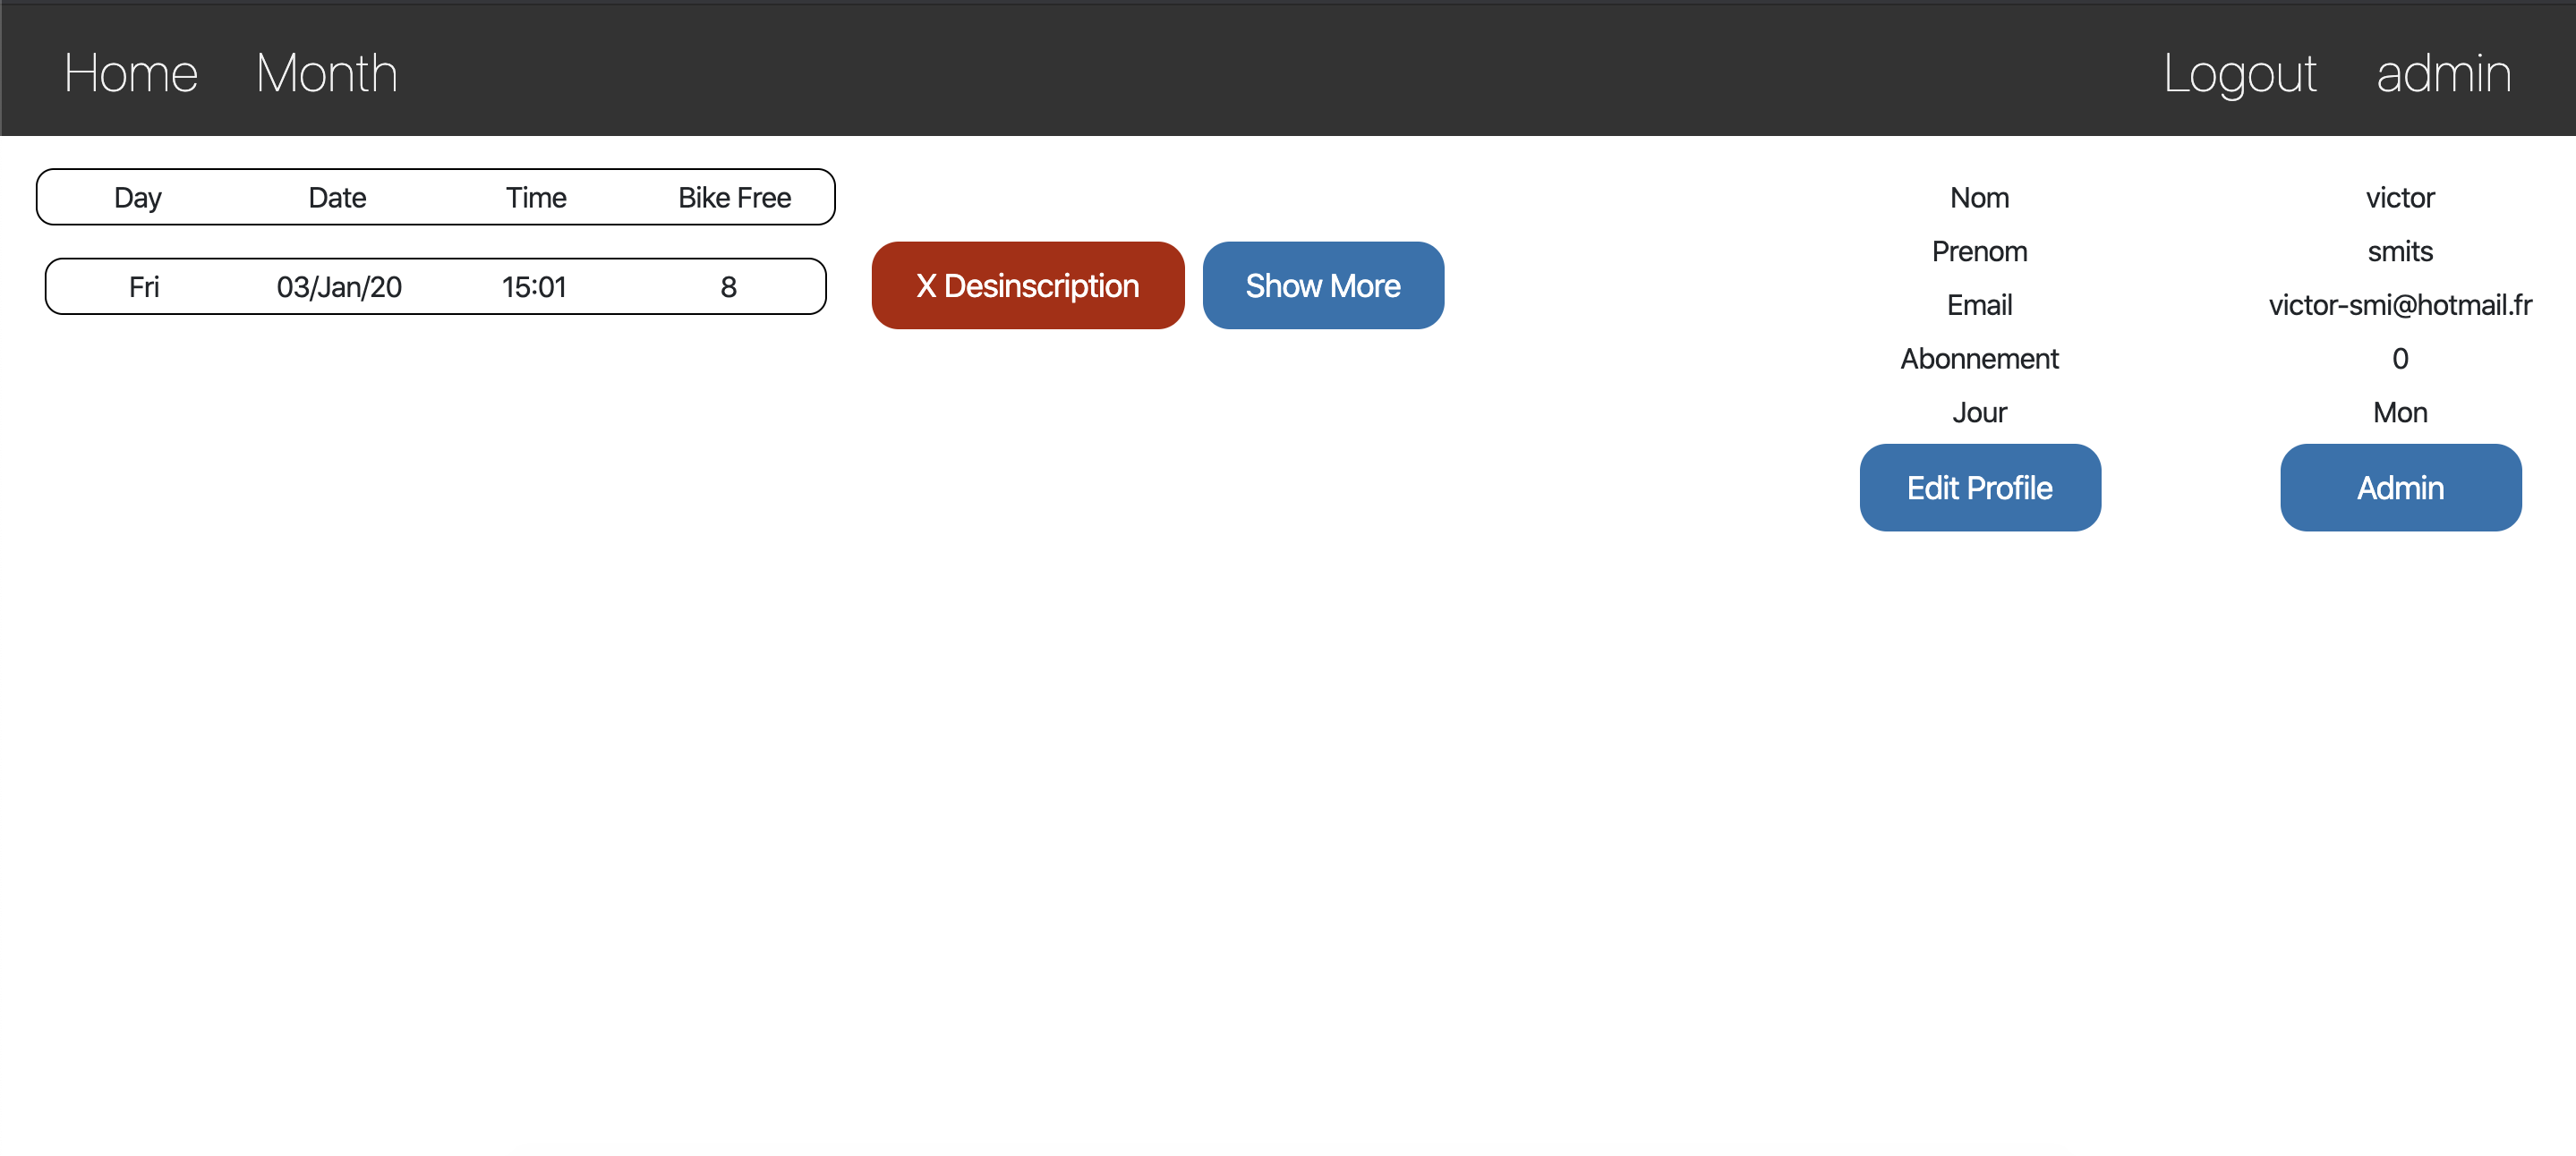 Home Month Logout admin
Day Date Time Bike Free
Fri 03/Jan/20 15:01 8 X Desinscription Show More
Nom victor
Prenom smits
Email victor-smi@hotmail.fr
Abonnement 0
Jour Mon
Edit Profile Admin